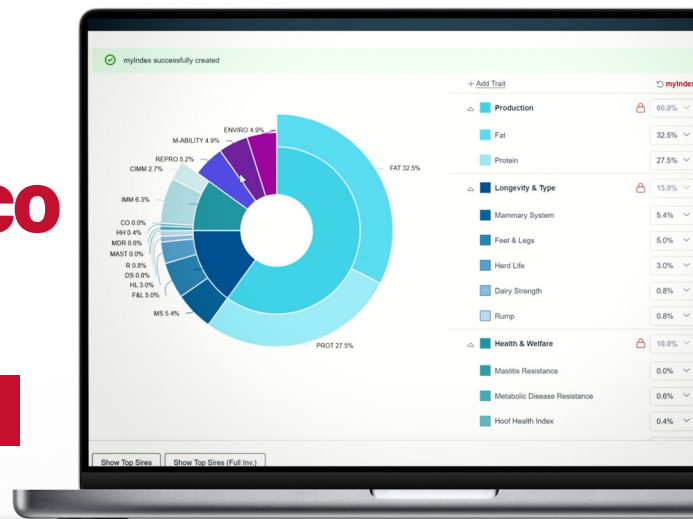 co
myIndex successfully created
+ Add Trait
myIndex
Production 60.0%
Fat 32.5%
Protein 27.5%
Longevity & Type 15.0%
Mammary System 5.4%
Feet & Legs 5.0%
Herd Life 3.0%
Dairy Strength 0.8%
Rump 0.8%
Health & Welfare 10.0%
Mastitis Resistance 0.0%
Metabolic Disease Resistance 0.6%
Hoof Health Index 0.4%
ENVIRO 4.9%
M-ABILITY 4.9%
REPRO 5.2%
CIMM 2.7%
IMM 6.3%
CO 0.0%
HH 0.4%
MDR 0.6%
MAST 0.0%
R 0.8%
DS 0.8%
HL 3.0%
F&L 5.0%
MS 5.4%
FAT 32.5%
PROT 27.5%
Show Top Sires
Show Top Sires (Full Inv.)